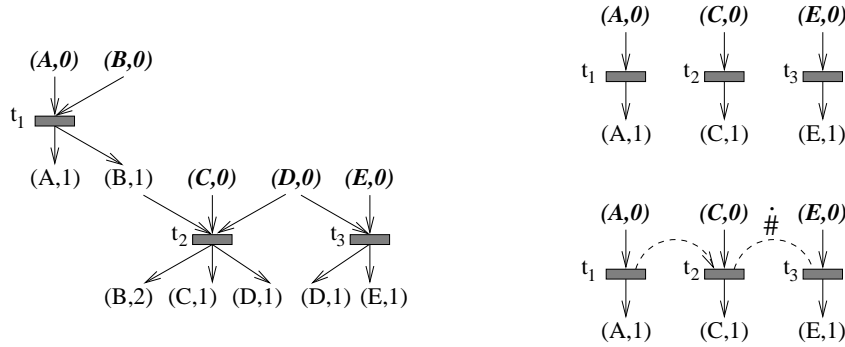 (A,0) (B,0)
t1
(A,1) (B,1) (C,0) (D,0) (E,0)
t2 t3
(B,2) (C,1) (D,1) (D,1) (E,1)
(A,0) (C,0) (E,0)
t1 t2 t3
(A,1) (C,1) (E,1)
(A,0) (C,0) (E,0)
#̇
t1 t2 t3
(A,1) (C,1) (E,1)